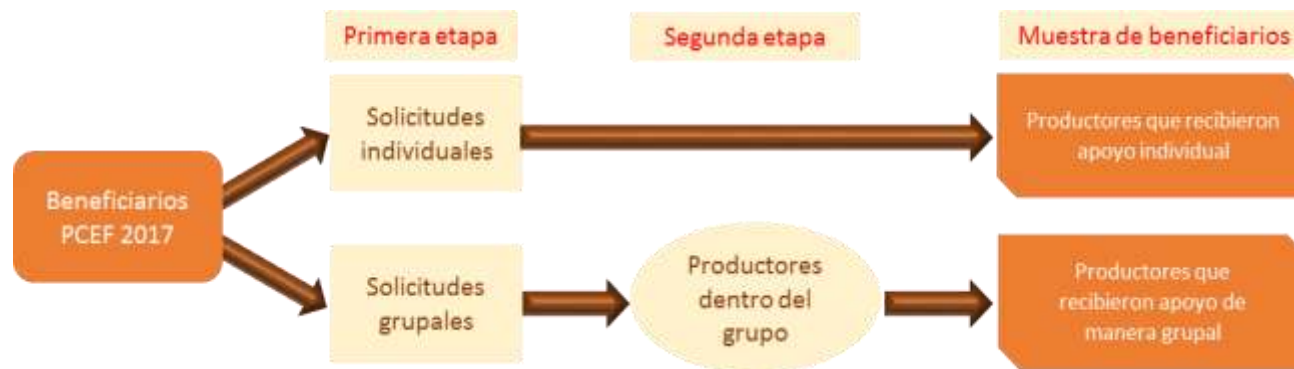 Primera etapa
Segunda etapa
Muestra de beneficiarios
Solicitudes
individuales
Productores que recibieron
apoyo individual
Beneficiarios
PCEF 2017
Solicitudes
grupales
Productores
dentro del
grupo
Productores que
recibieron apoyo de
manera grupal